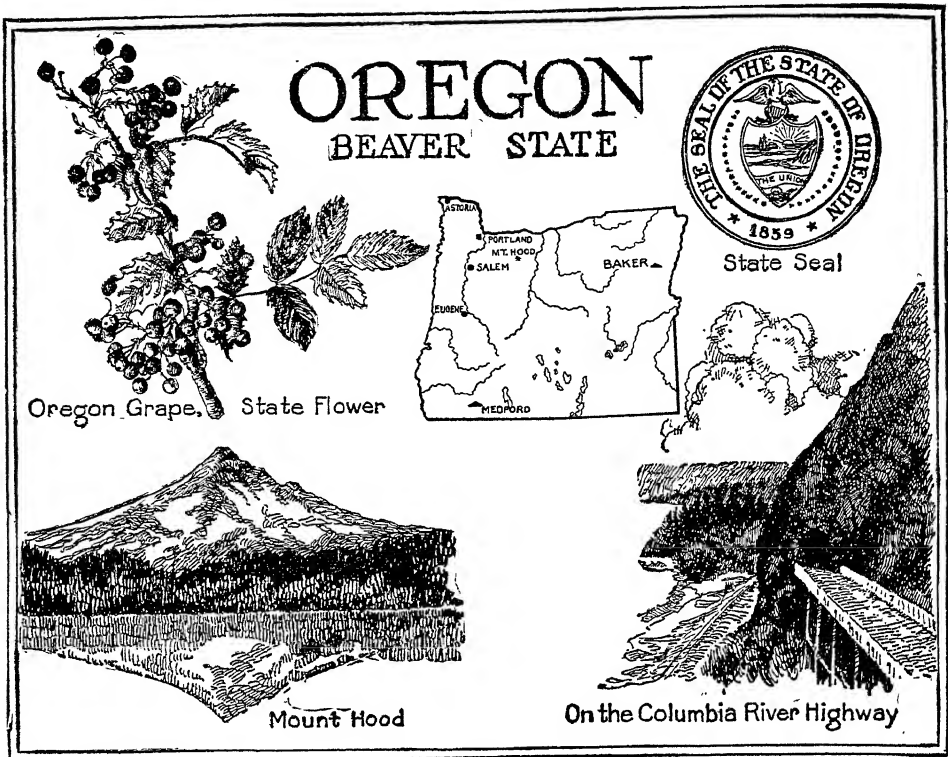 OREGON
BEAVER STATE
THE SEAL OF THE STATE OF OREGON
THE UNION
★ 1859 ★
State Seal
ASTORIA
PORTLAND
MT. HOOD
SALEM
BAKER
EUGENE
MEDFORD
Oregon Grape, State Flower
Mount Hood
On the Columbia River Highway